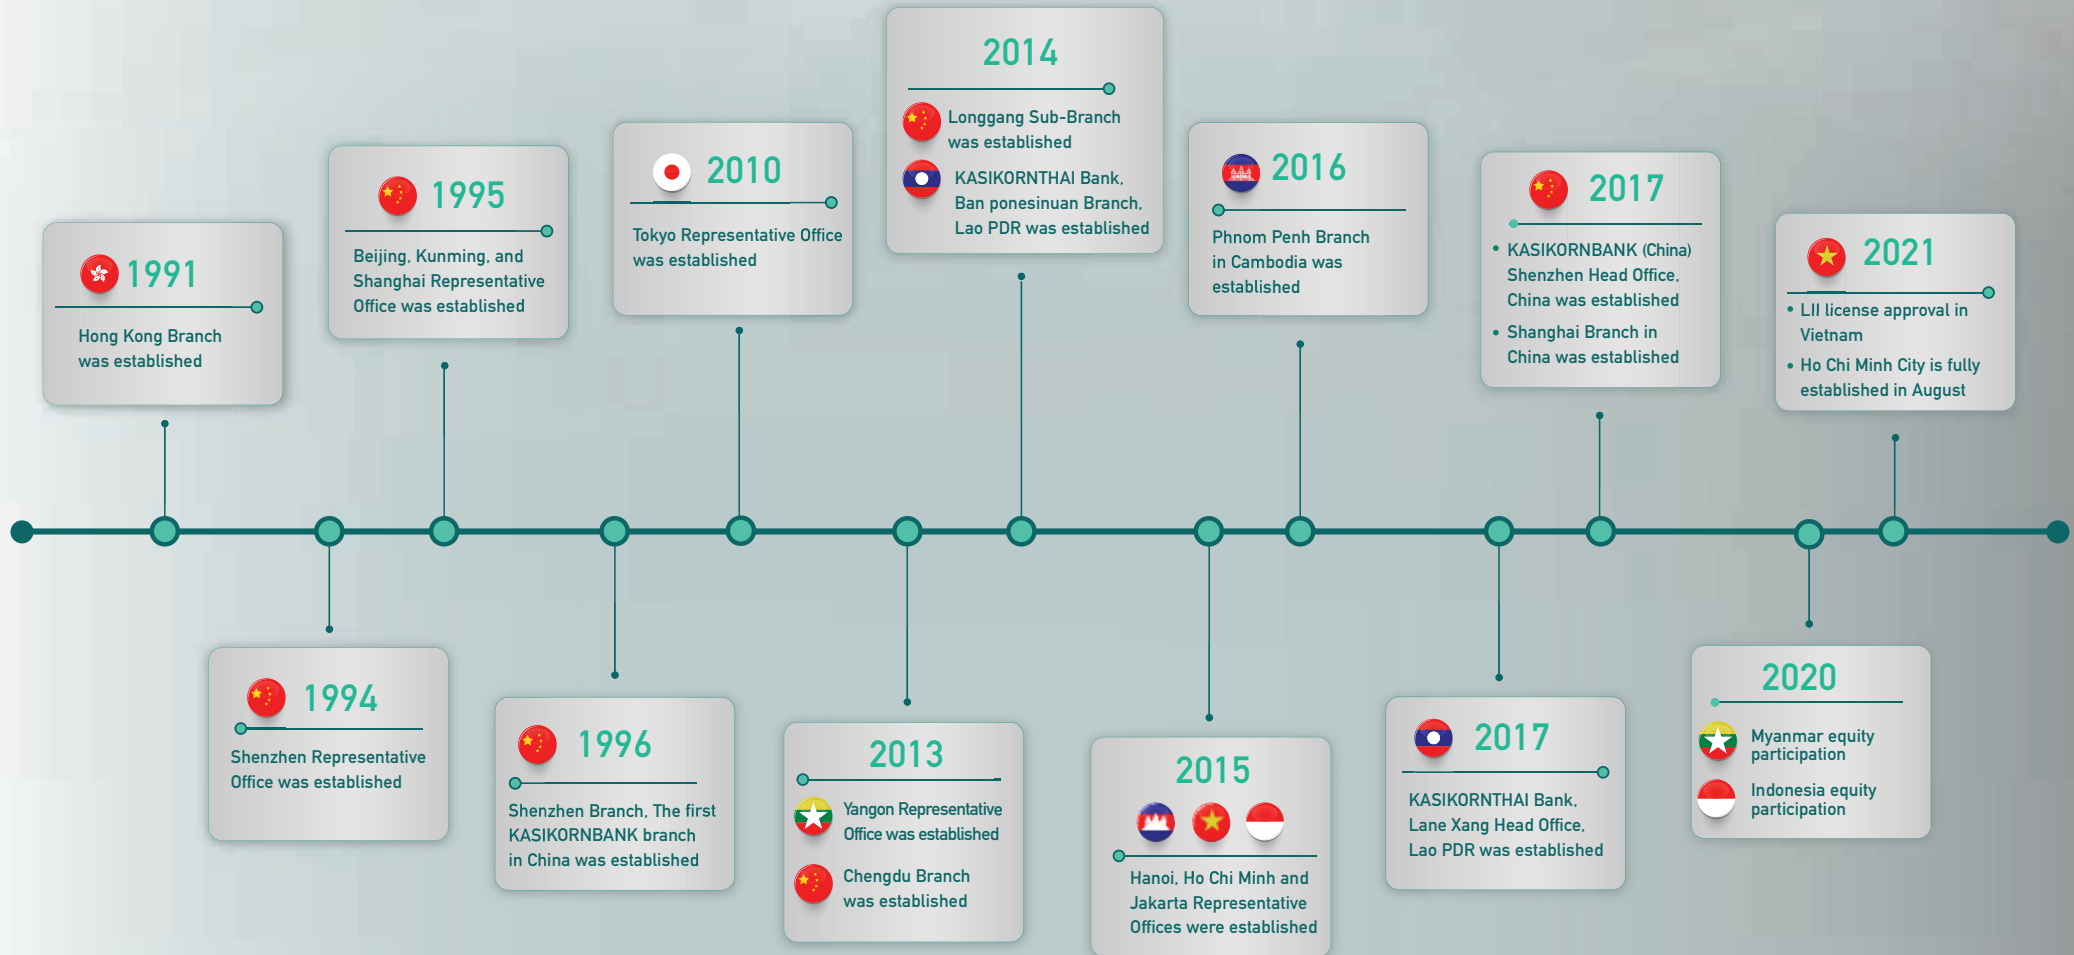 1991
Hong Kong Branch
was established
1994
Shenzhen Representative
Office was established
1995
Beijing, Kunming, and
Shanghai Representative
Office was established
1996
Shenzhen Branch, The first
KASIKORNBANK branch
in China was established
2010
Tokyo Representative Office
was established
2013
Yangon Representative
Office was established
Chengdu Branch
was established
2014
Longgang Sub-Branch
was established
KASIKORNTHAI Bank,
Ban ponesinuan Branch,
Lao PDR was established
2015
Hanoi, Ho Chi Minh and
Jakarta Representative
Offices were established
2016
Phnom Penh Branch
in Cambodia was
established
2017
KASIKORNTHAI Bank,
Lane Xang Head Office,
Lao PDR was established
2017
• KASIKORNBANK (China)
Shenzhen Head Office,
China was established
• Shanghai Branch in
China was established
2020
Myanmar equity
participation
Indonesia equity
participation
2021
• LII license approval in
Vietnam
• Ho Chi Minh City is fully
established in August